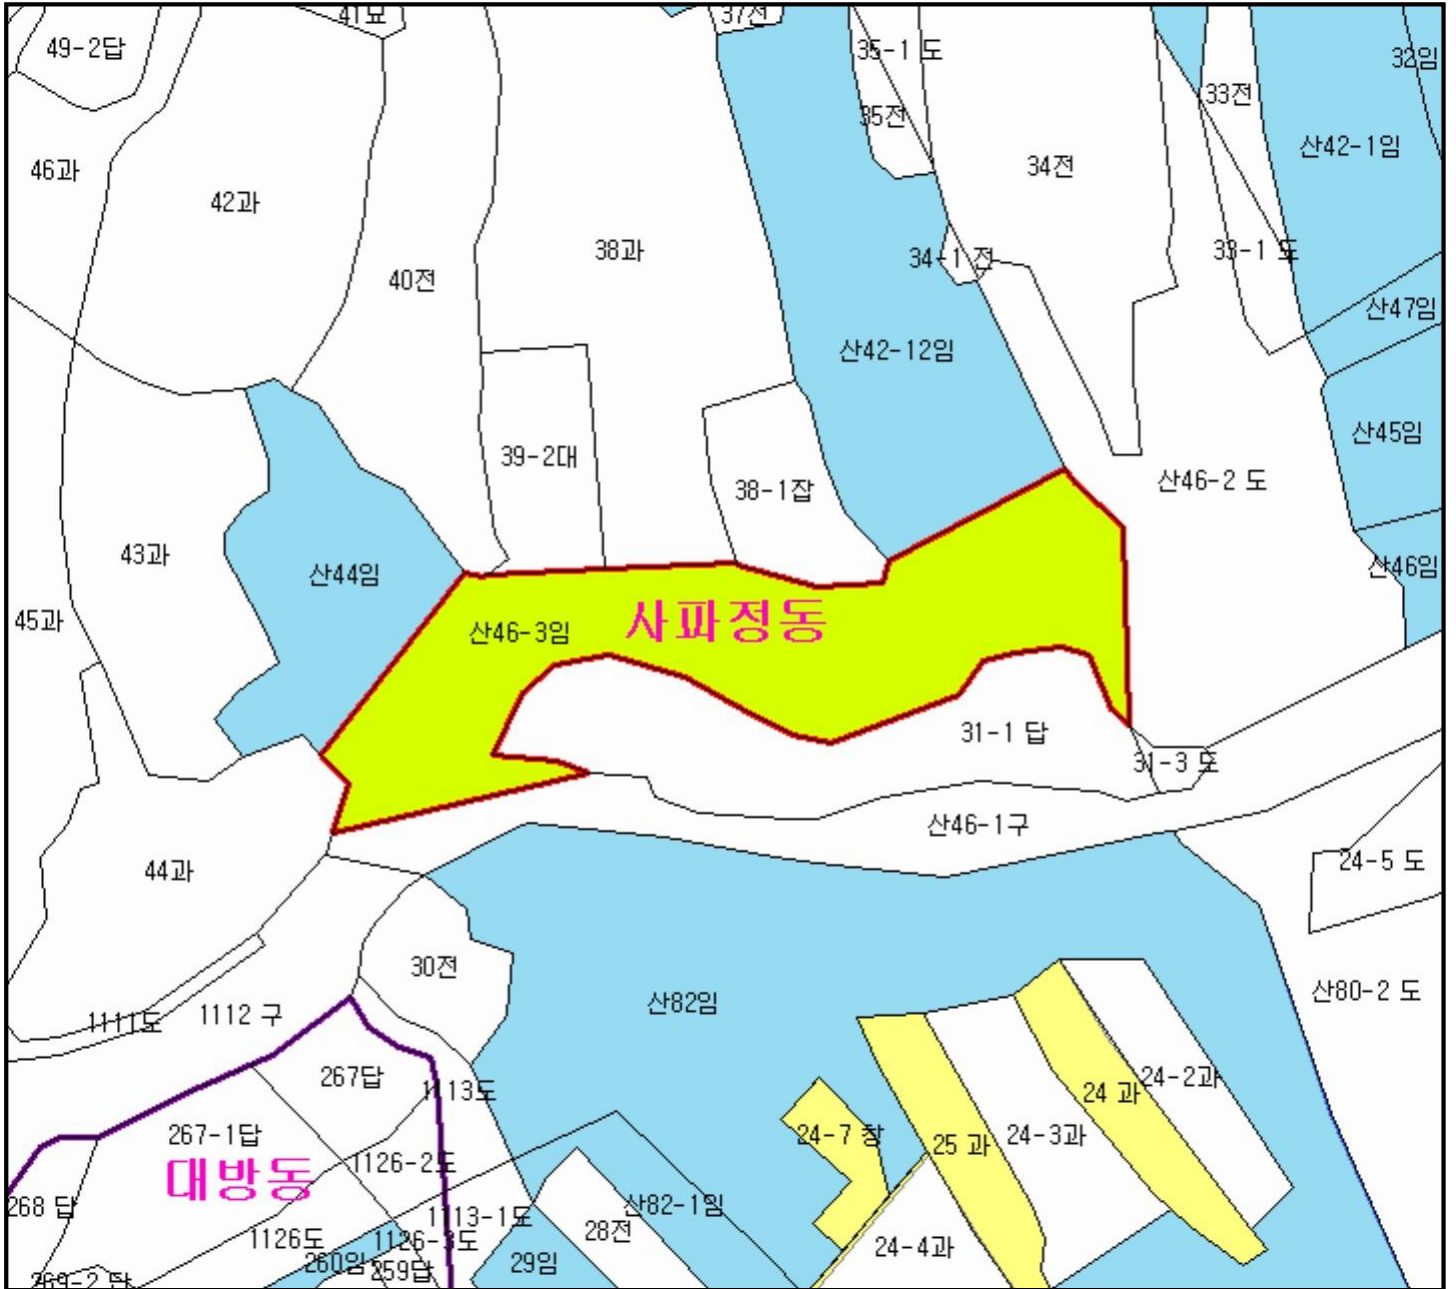 41묘
37전
49-2답
35-1 도
32임
33전
35전
산42-1임
46과
34전
42과
38과
33-1 도
34-1 전
40전
산47임
산42-12임
산45임
39-2대
산46-2 도
38-1잡
43과
산46임
산44임
45과
사파정동
산46-3임
31-1 답
31-3 도
산46-1구
24-5 도
44과
30전
산80-2 도
산82임
1112 구
1111도
267답
24-2과
1113도
24 과
267-1답
24-7 창
24-3과
25 과
1126-2도
대방동
268 답
산82-1임
1113-1도
28전
1126도
1126-3도
24-4과
260임
29임
259답
269-2 답